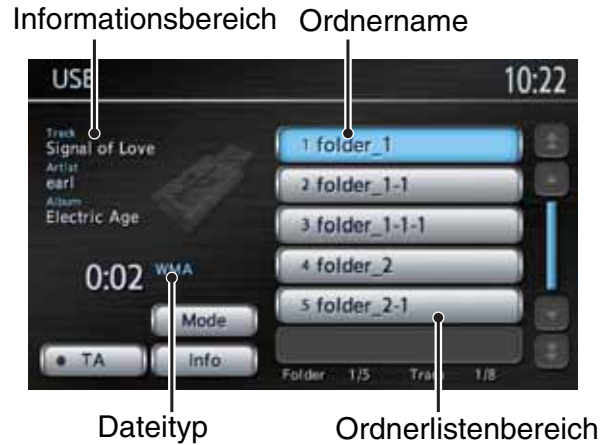 Informationsbereich Ordnername
USB 10:22
Track
Signal of Love
Artist
earl
Album
Electric Age
0:02 WMA
Mode
TA Info
1 folder_1
2 folder_1-1
3 folder_1-1-1
4 folder_2
5 folder_2-1
Folder 1/5 Track 1/8
Dateityp Ordnerlistenbereich